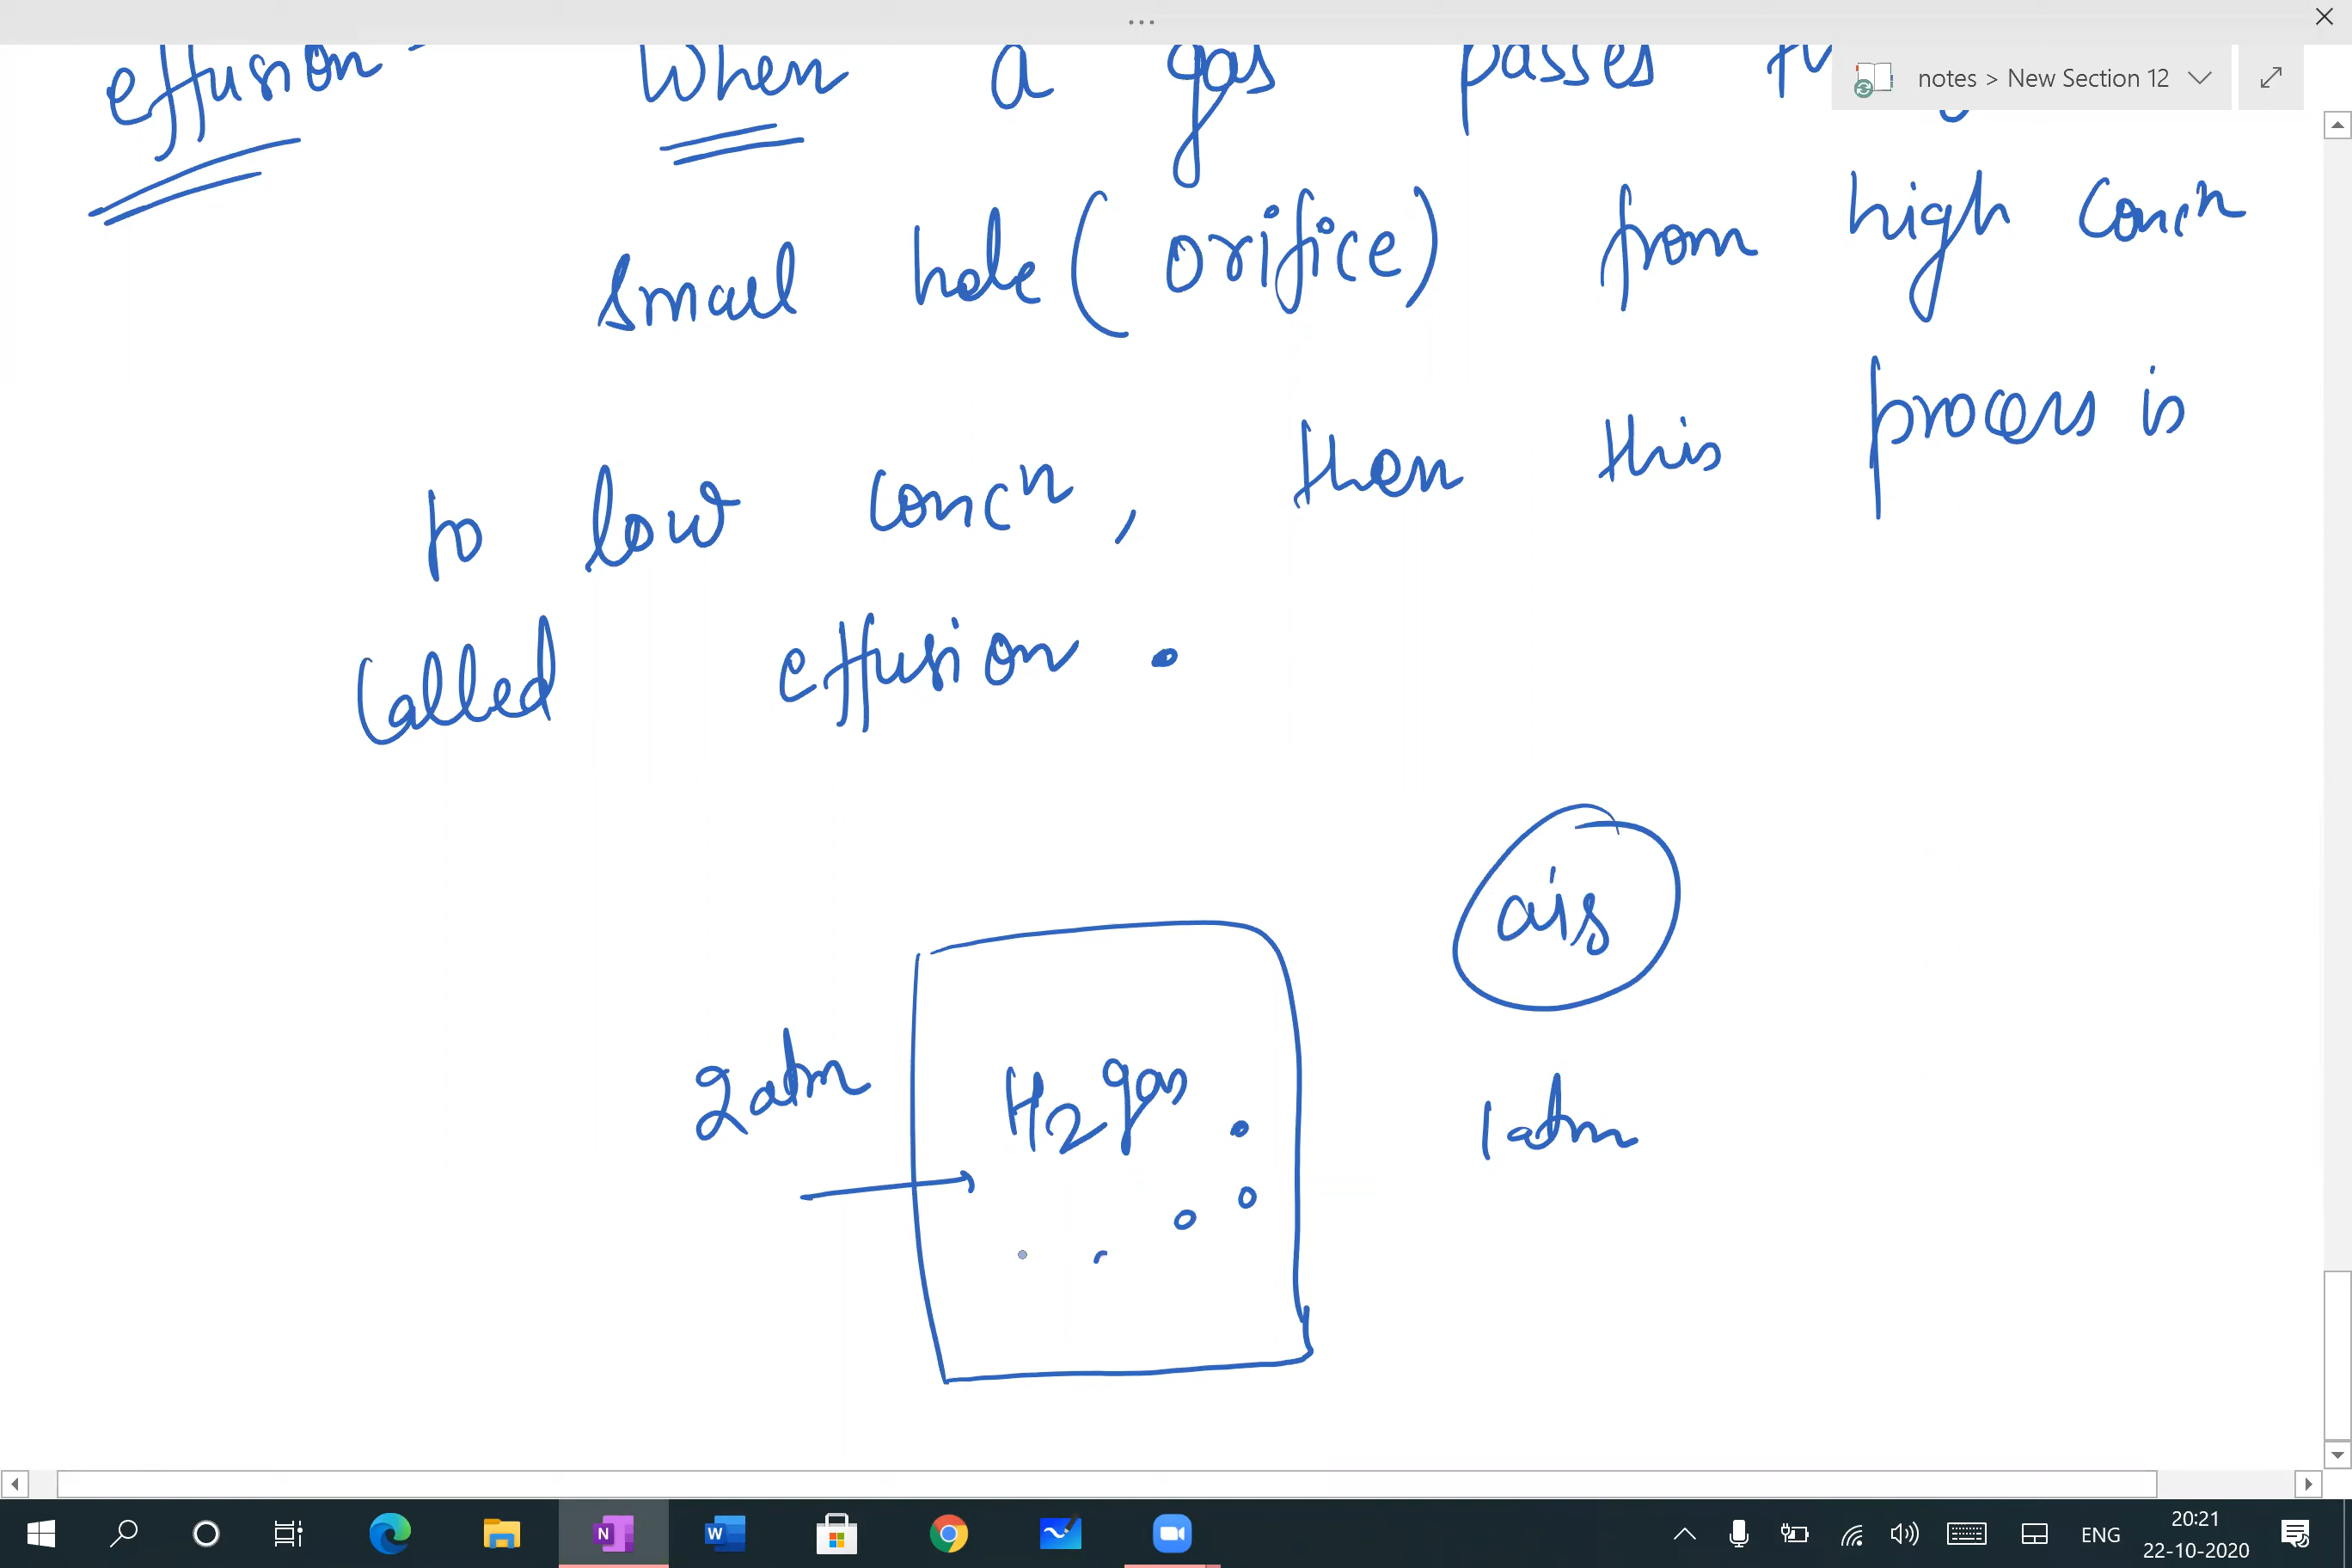 ...
notes > New Section 12
effusion - When a gas passes
small hole (orifice) from high concn
to low concn, then this process is
called effusion.
air
2atm
H2 gas
1atm
N
W
ENG
20:21
22-10-2020